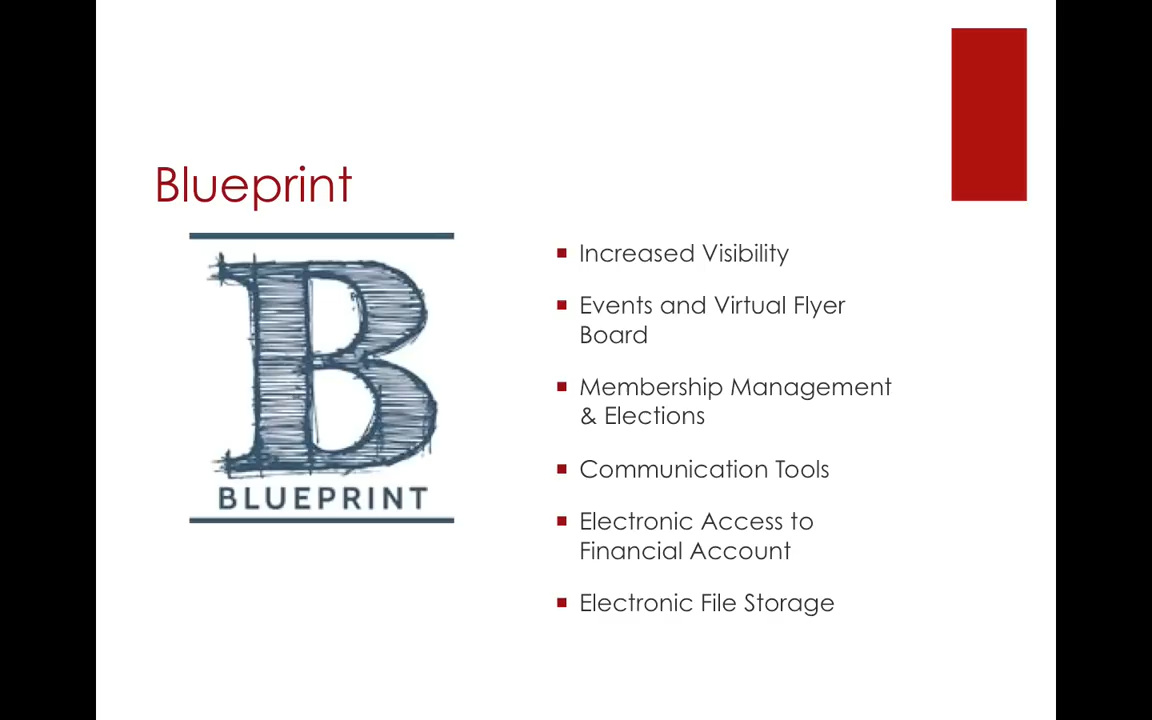 Blueprint
B
BLUEPRINT
Increased Visibility
Events and Virtual Flyer
Board
Membership Management
& Elections
Communication Tools
Electronic Access to
Financial Account
Electronic File Storage